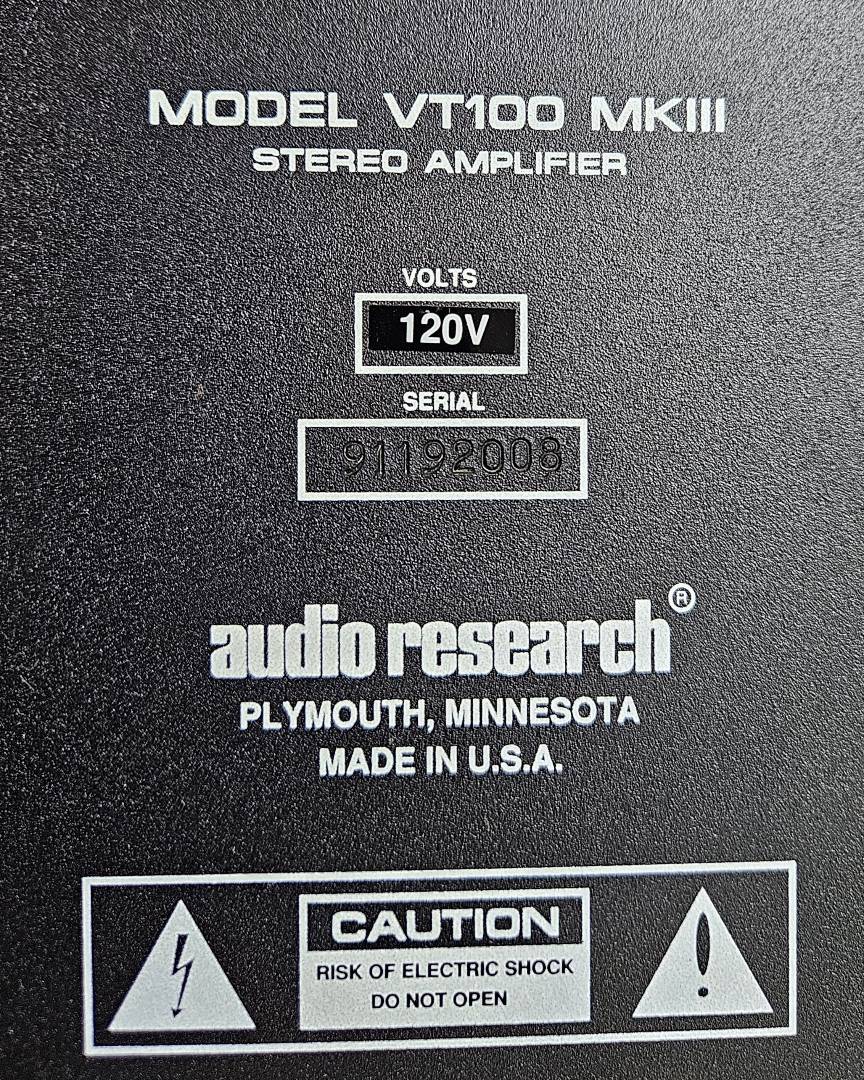 MODEL VT100 MKIII
STEREO AMPLIFIER
VOLTS
120V
SERIAL
91192008
audio research®
PLYMOUTH, MINNESOTA
MADE IN U.S.A.
CAUTION
RISK OF ELECTRIC SHOCK
DO NOT OPEN